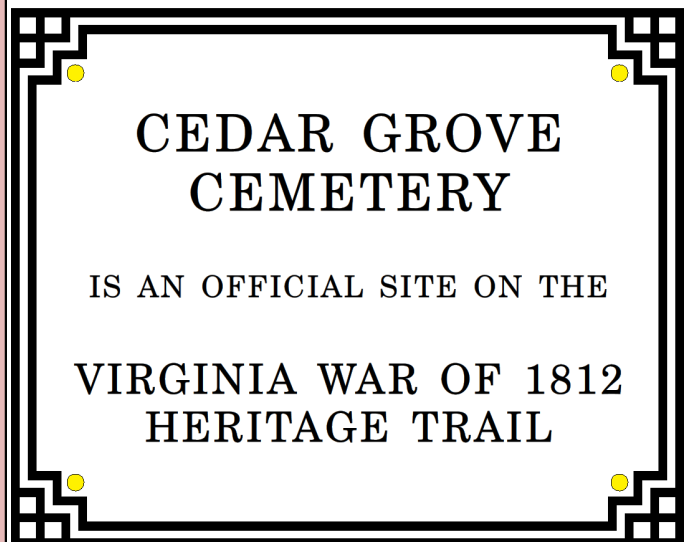 CEDAR GROVE
CEMETERY
IS AN OFFICIAL SITE ON THE
VIRGINIA WAR OF 1812
HERITAGE TRAIL